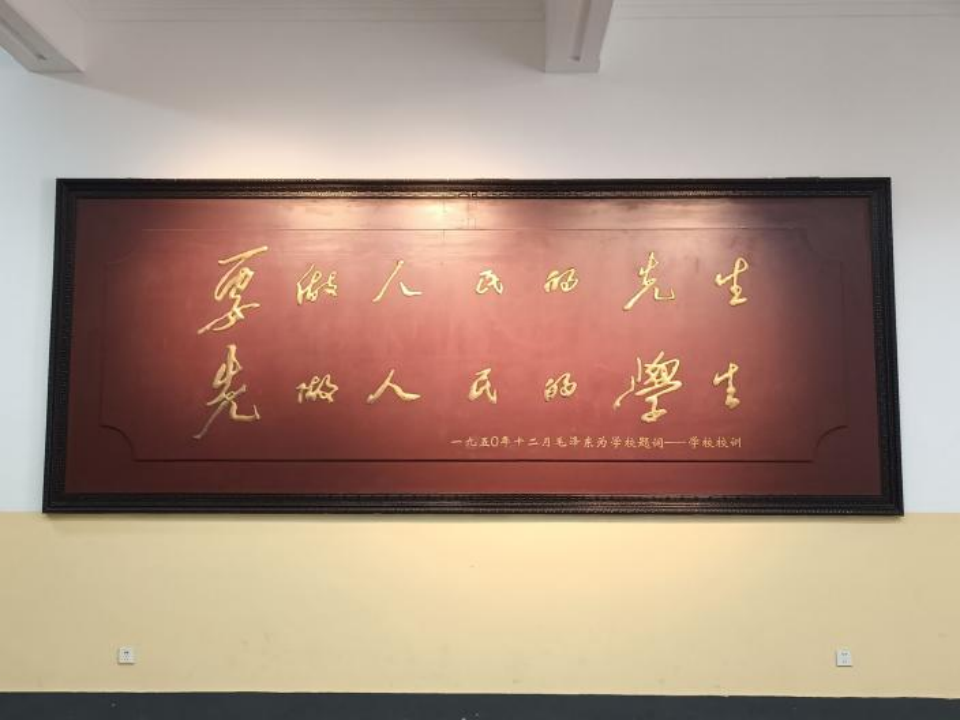 要做人民的先生
先做人民的學生
一九五0年十二月毛泽东为学校题词——学校校训